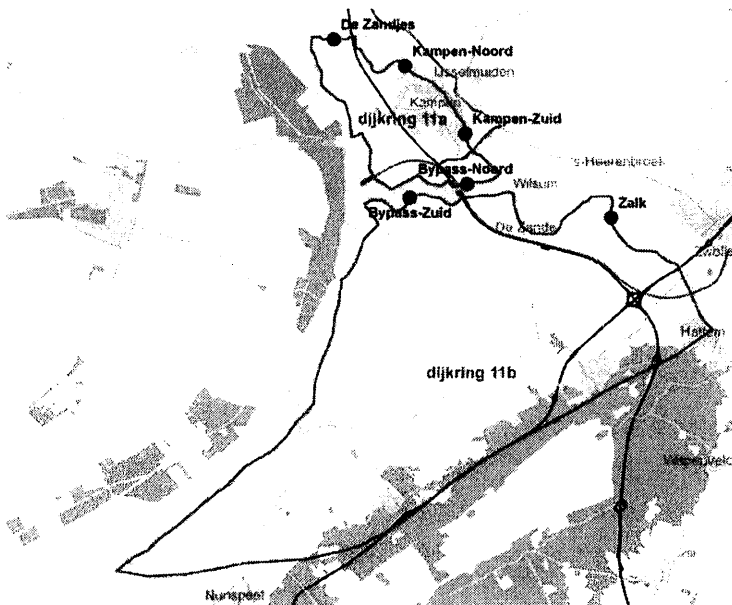 De Zandjes
Kampen-Noord
IJsselmuiden
Kampen
dijkring 11a
Kampen-Zuid
's-Heerenbroek
Bypass-Noord
Wilsum
Zalk
Bypass-Zuid
De Zande
Zwolle
Hattem
dijkring 11b
Wapenveld
Nunspeet